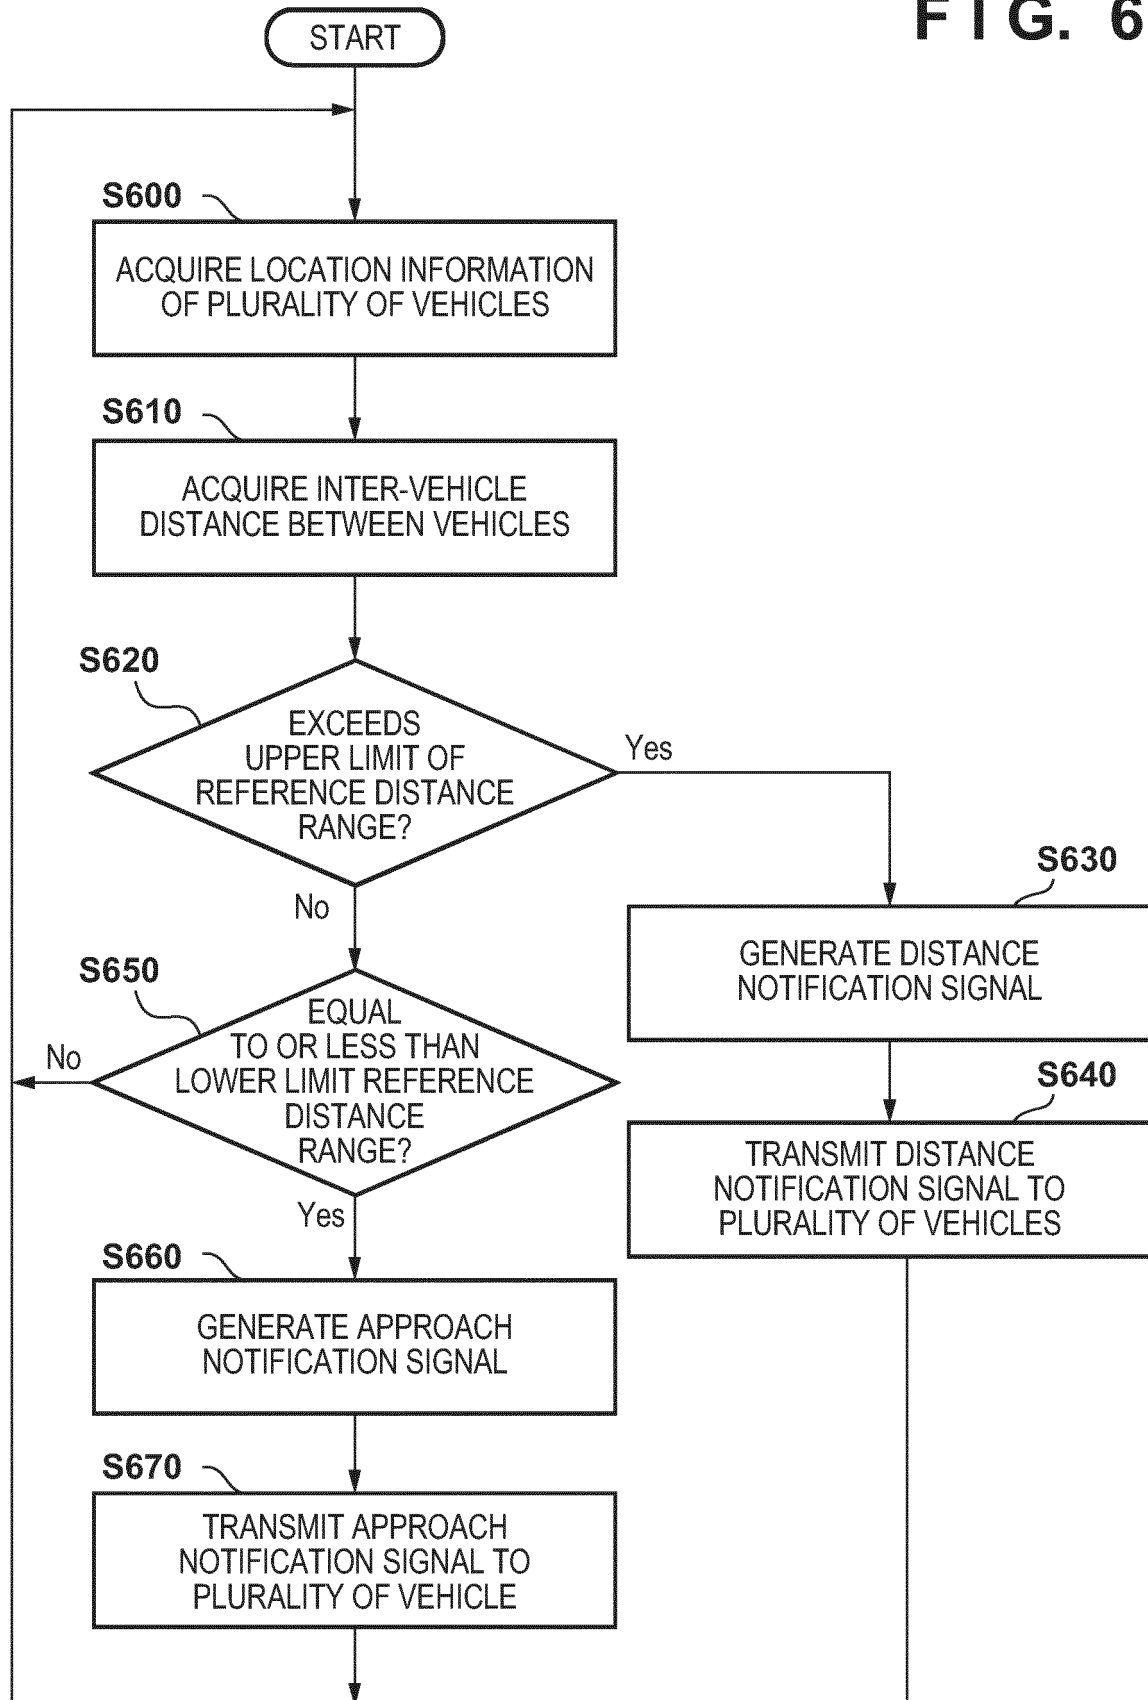 FIG. 6
START
S600
ACQUIRE LOCATION INFORMATION
OF PLURALITY OF VEHICLES
S610
ACQUIRE INTER-VEHICLE
DISTANCE BETWEEN VEHICLES
S620
EXCEEDS
UPPER LIMIT OF
REFERENCE DISTANCE
RANGE?
Yes
No
S630
GENERATE DISTANCE
NOTIFICATION SIGNAL
S640
TRANSMIT DISTANCE
NOTIFICATION SIGNAL TO
PLURALITY OF VEHICLES
S650
EQUAL
TO OR LESS THAN
LOWER LIMIT REFERENCE
DISTANCE
RANGE?
No
Yes
S660
GENERATE APPROACH
NOTIFICATION SIGNAL
S670
TRANSMIT APPROACH
NOTIFICATION SIGNAL TO
PLURALITY OF VEHICLE